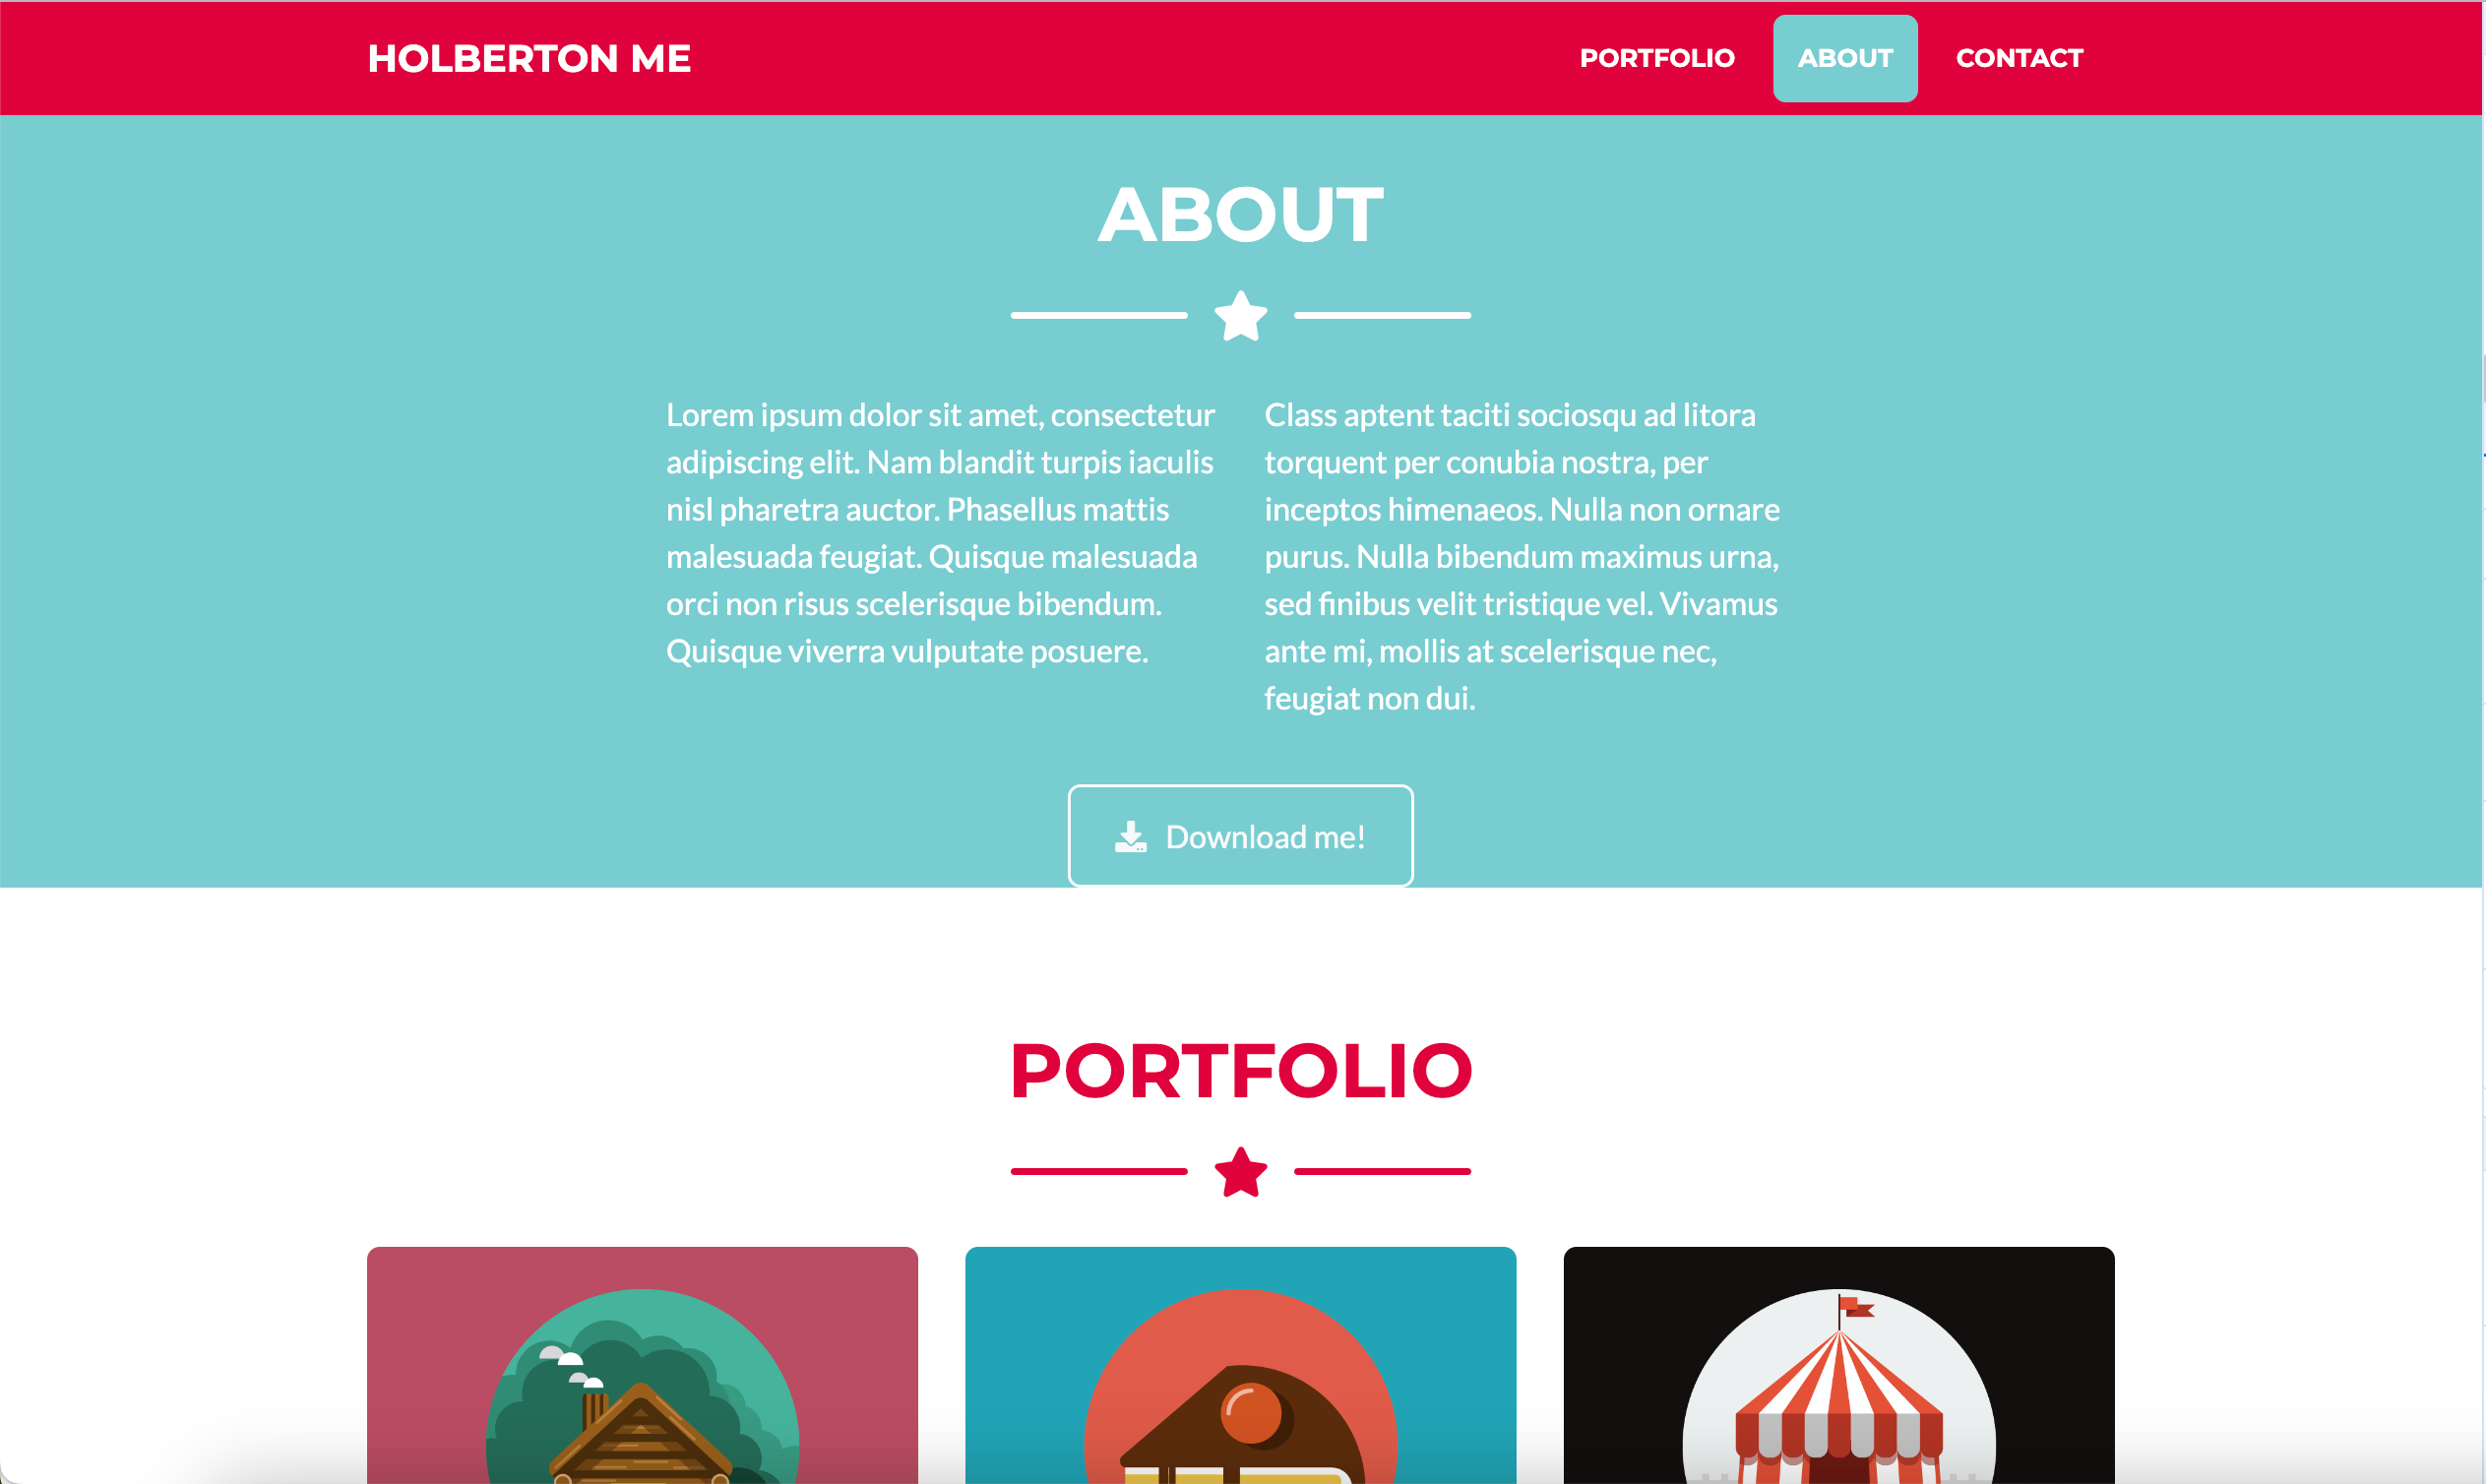 HOLBERTON ME
PORTFOLIO
ABOUT
CONTACT
ABOUT
Lorem ipsum dolor sit amet, consectetur
adipiscing elit. Nam blandit turpis iaculis
nisl pharetra auctor. Phasellus mattis
malesuada feugiat. Quisque malesuada
orci non risus scelerisque bibendum.
Quisque viverra vulputate posuere.
Class aptent taciti sociosqu ad litora
torquent per conubia nostra, per
inceptos himenaeos. Nulla non ornare
purus. Nulla bibendum maximus urna,
sed finibus velit tristique vel. Vivamus
ante mi, mollis at scelerisque nec,
feugiat non dui.
Download me!
PORTFOLIO